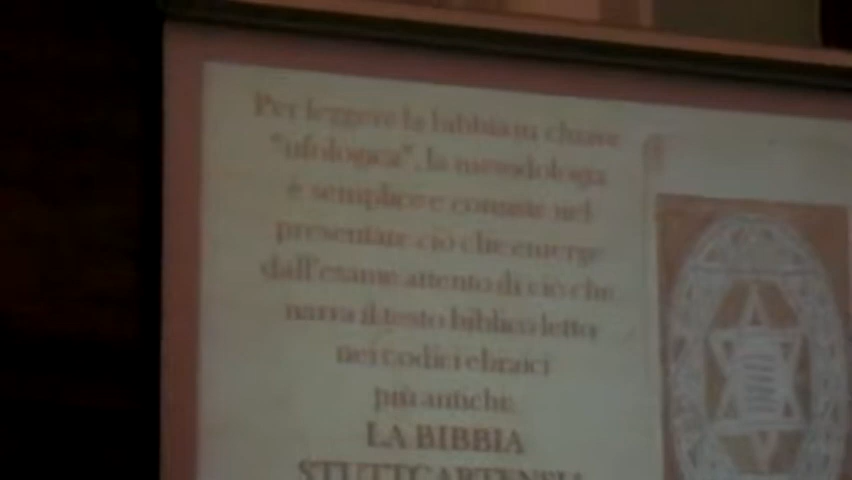 Per leggere la bibbia in chiave
"ufologica", la metodologia
è semplice e consiste nel
presentare ciò che emerge
dall'esame attento di ciò che
narra il testo biblico letto
nei codici ebraici
più antichi
LA BIBBIA
STUTTGARTENSIA